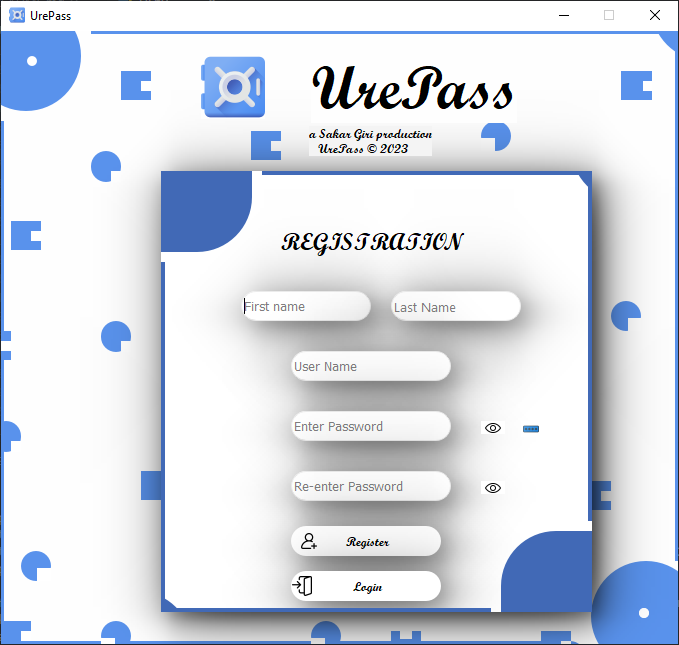 UrePass
UrePass
a Sakar Giri production
UrePass © 2023
REGISTRATION
First name
Last Name
User Name
Enter Password
Re-enter Password
Register
Login